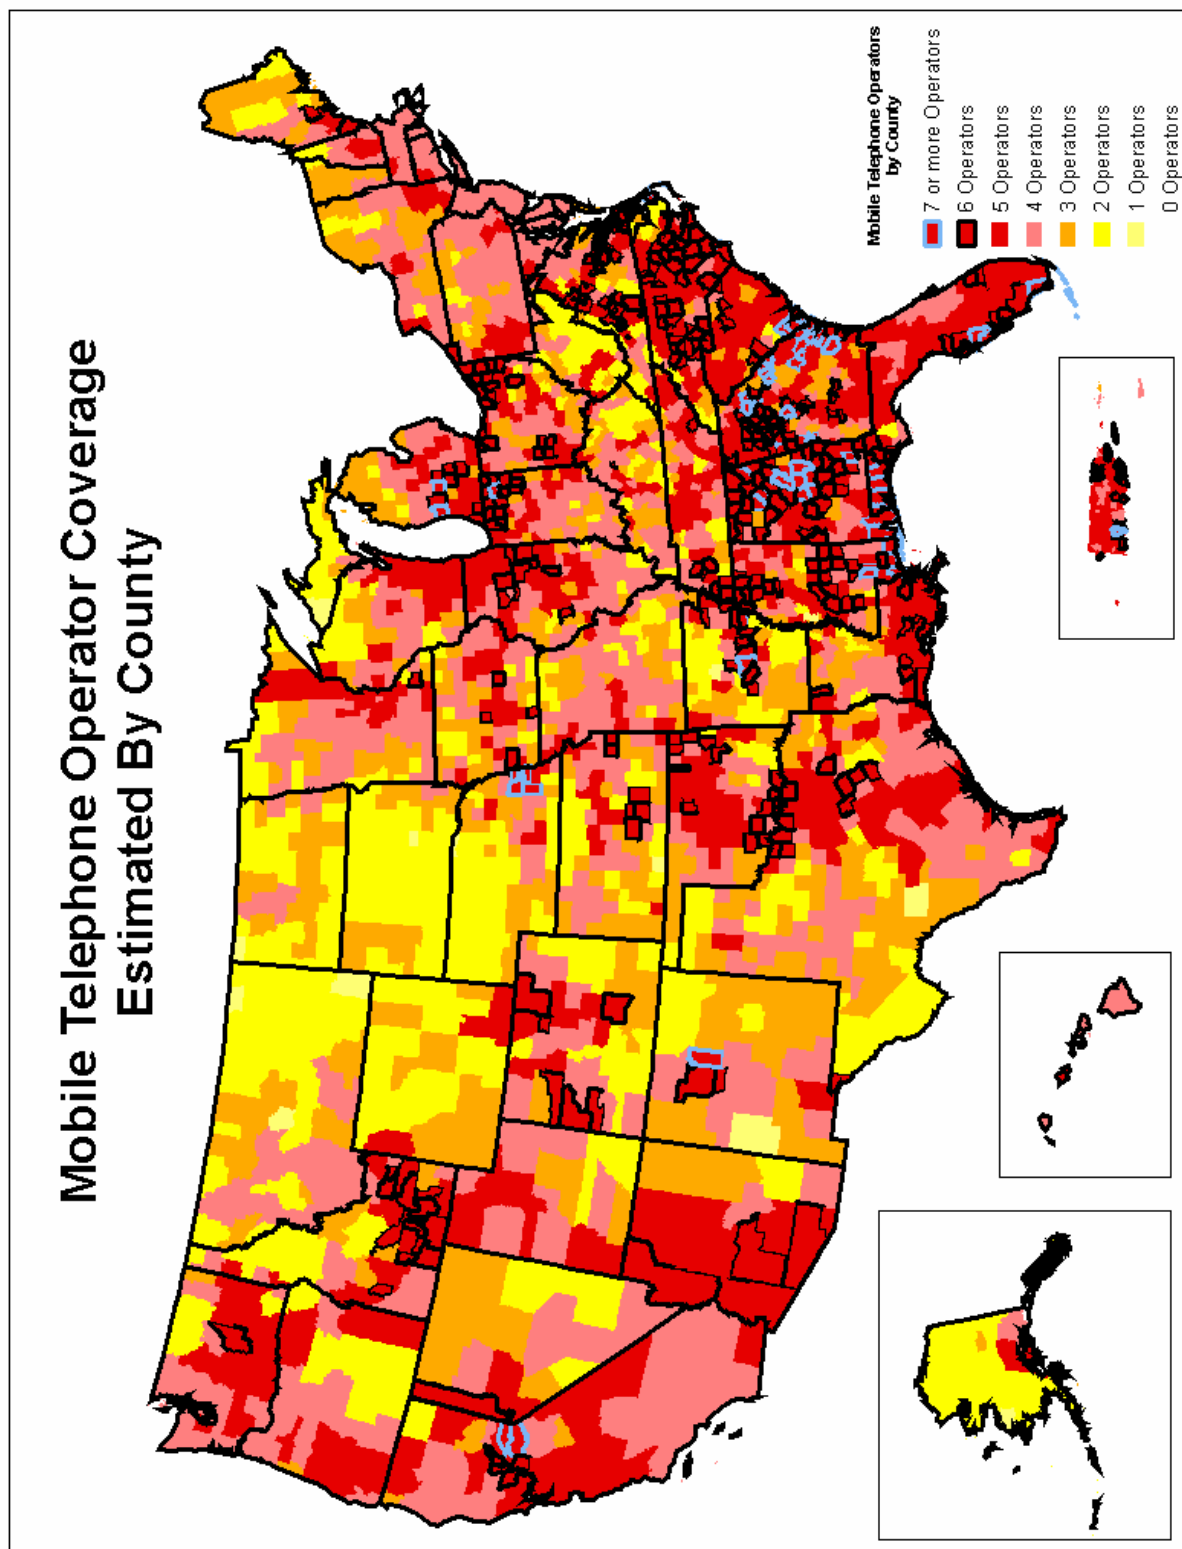 Mobile Telephone Operator Coverage
Estimated By County
Mobile Telephone Operators
by County
7 or more Operators
6 Operators
5 Operators
4 Operators
3 Operators
2 Operators
1 Operators
0 Operators